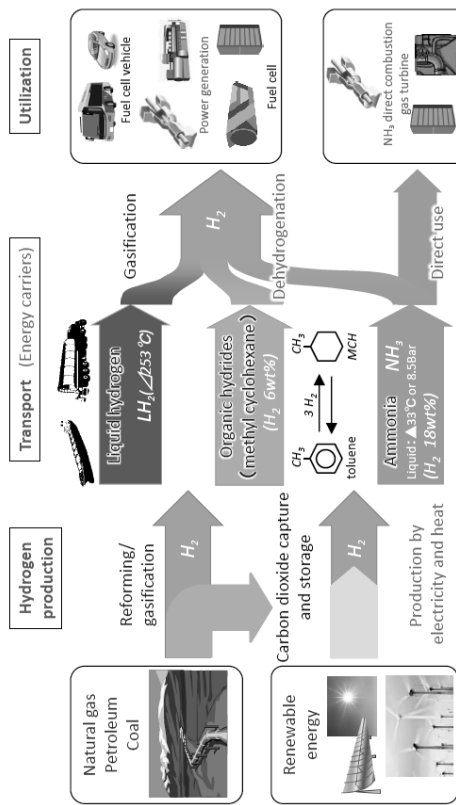 Hydrogen
production
Transport (Energy carriers)
Utilization
Natural gas
Petroleum
Coal
Renewable
energy
Reforming/
gasification
H₂
Carbon dioxide capture
and storage
H₂
Production by
electricity and heat
Liquid hydrogen
LH₂(⊿253℃)
Organic hydrides
(methyl cyclohexane)
(H₂ 6wt%)
CH₃
toluene
3 H₂
CH₃
MCH
Ammonia NH₃
Liquid:▲33℃ or 8.5Bar
(H₂ 18wt%)
Gasification
H₂
Dehydrogenation
Direct use
Fuel cell vehicle
Power generation
Fuel cell
NH₃ direct combustion
gas turbine